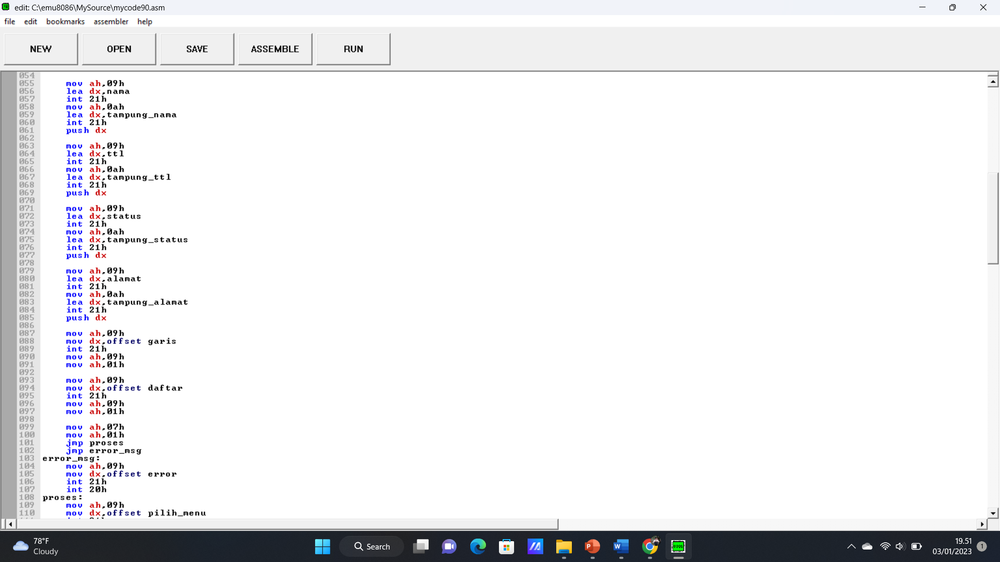 edit: C:\emu8086\MySource\mycode90.asm
file edit bookmarks assembler help
NEW OPEN SAVE ASSEMBLE RUN
054
055 mov ah,09h
056 lea dx,nama
057 int 21h
058 mov ah,0ah
059 lea dx,tampung_nama
060 int 21h
061 push dx
062
063 mov ah,09h
064 lea dx,ttl
065 int 21h
066 mov ah,0ah
067 lea dx,tampung_ttl
068 int 21h
069 push dx
070
071 mov ah,09h
072 lea dx,status
073 int 21h
074 mov ah,0ah
075 lea dx,tampung_status
076 int 21h
077 push dx
078
079 mov ah,09h
080 lea dx,alamat
081 int 21h
082 mov ah,0ah
083 lea dx,tampung_alamat
084 int 21h
085 push dx
086
087 mov ah,09h
088 mov dx,offset garis
089 int 21h
090 mov ah,09h
091 mov ah,01h
092
093 mov ah,09h
094 mov dx,offset daftar
095 int 21h
096 mov ah,09h
097 mov ah,01h
098
099 mov ah,07h
100 mov ah,01h
101 jmp proses
102 jmp error_msg
103 error_msg:
104 mov ah,09h
105 mov dx,offset error
106 int 21h
107 int 20h
108 proses:
109 mov ah,09h
110 mov dx,offset pilih_menu
78°F
Cloudy
Search
19.51
03/01/2023
1